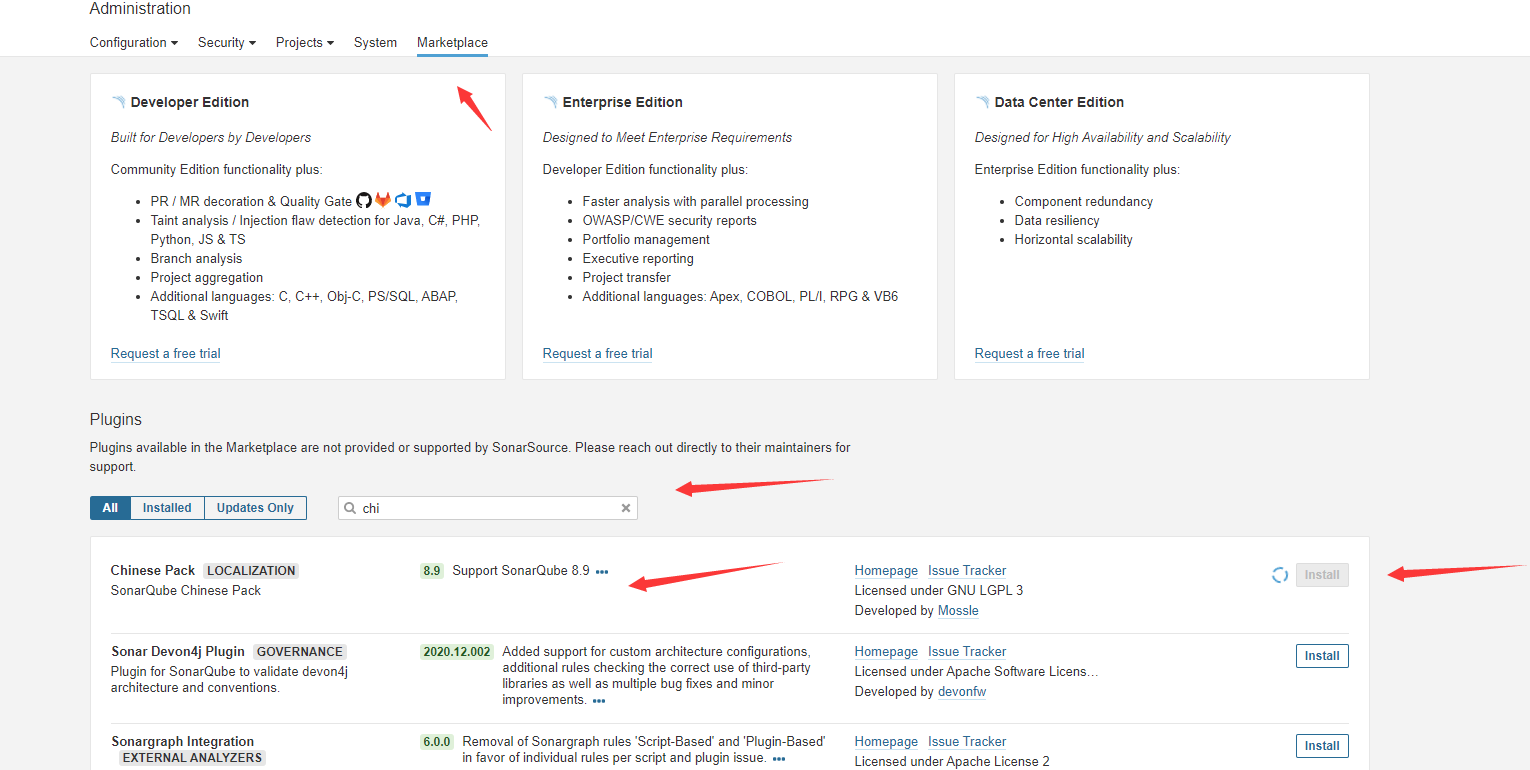 Administration
Configuration Security Projects System Marketplace
Developer Edition
Built for Developers by Developers
Community Edition functionality plus:
PR / MR decoration & Quality Gate
Taint analysis / Injection flaw detection for Java, C#, PHP,
Python, JS & TS
Branch analysis
Project aggregation
Additional languages: C, C++, Obj-C, PS/SQL, ABAP,
TSQL & Swift
Request a free trial
Enterprise Edition
Designed to Meet Enterprise Requirements
Developer Edition functionality plus:
Faster analysis with parallel processing
OWASP/CWE security reports
Portfolio management
Executive reporting
Project transfer
Additional languages: Apex, COBOL, PL/I, RPG & VB6
Request a free trial
Data Center Edition
Designed for High Availability and Scalability
Enterprise Edition functionality plus:
Component redundancy
Data resiliency
Horizontal scalability
Request a free trial
Plugins
Plugins available in the Marketplace are not provided or supported by SonarSource. Please reach out directly to their maintainers for
support.
All Installed Updates Only chi
Chinese Pack LOCALIZATION
SonarQube Chinese Pack
8.9 Support SonarQube 8.9 •••
Homepage Issue Tracker
Licensed under GNU LGPL 3
Developed by Mossle
Install
Sonar Devon4j Plugin GOVERNANCE
Plugin for SonarQube to validate devon4j
architecture and conventions.
2020.12.002 Added support for custom architecture configurations,
additional rules checking the correct use of third-party
libraries as well as multiple bug fixes and minor
improvements. •••
Homepage Issue Tracker
Licensed under Apache Software Licens…
Developed by devonfw
Install
Sonargraph Integration
EXTERNAL ANALYZERS
6.0.0 Removal of Sonargraph rules 'Script-Based' and 'Plugin-Based'
in favor of individual rules per script and plugin issue. •••
Homepage Issue Tracker
Licensed under Apache License 2
Install